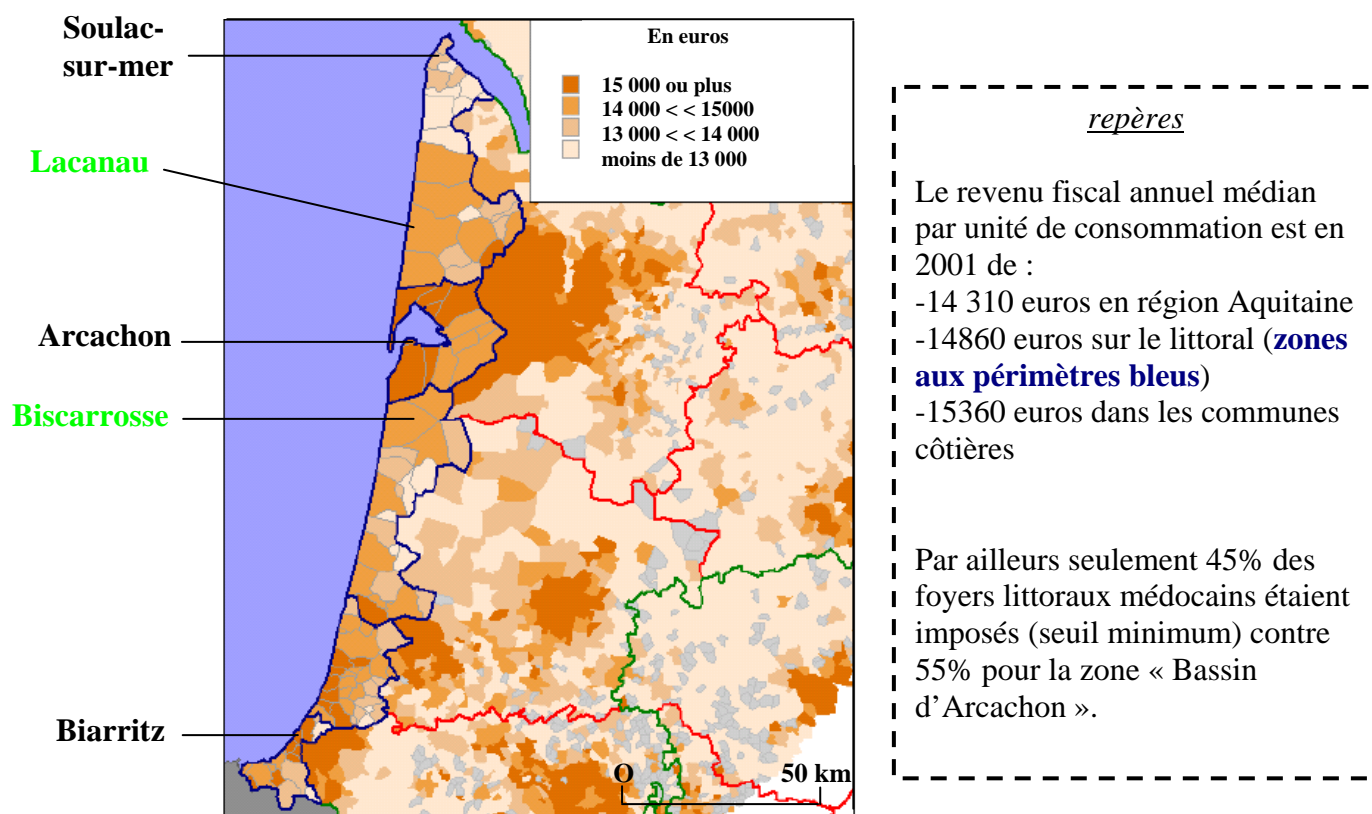 Soulac-
sur-mer
Lacanau
Arcachon
Biscarrosse
Biarritz
En euros
15 000 ou plus
14 000 < < 15000
13 000 < < 14 000
moins de 13 000
O 50 km
repères
Le revenu fiscal annuel médian
par unité de consommation est en
2001 de :
-14 310 euros en région Aquitaine
-14860 euros sur le littoral (zones
aux périmètres bleus)
-15360 euros dans les communes
côtières
Par ailleurs seulement 45% des
foyers littoraux médocains étaient
imposés (seuil minimum) contre
55% pour la zone « Bassin
d’Arcachon ».